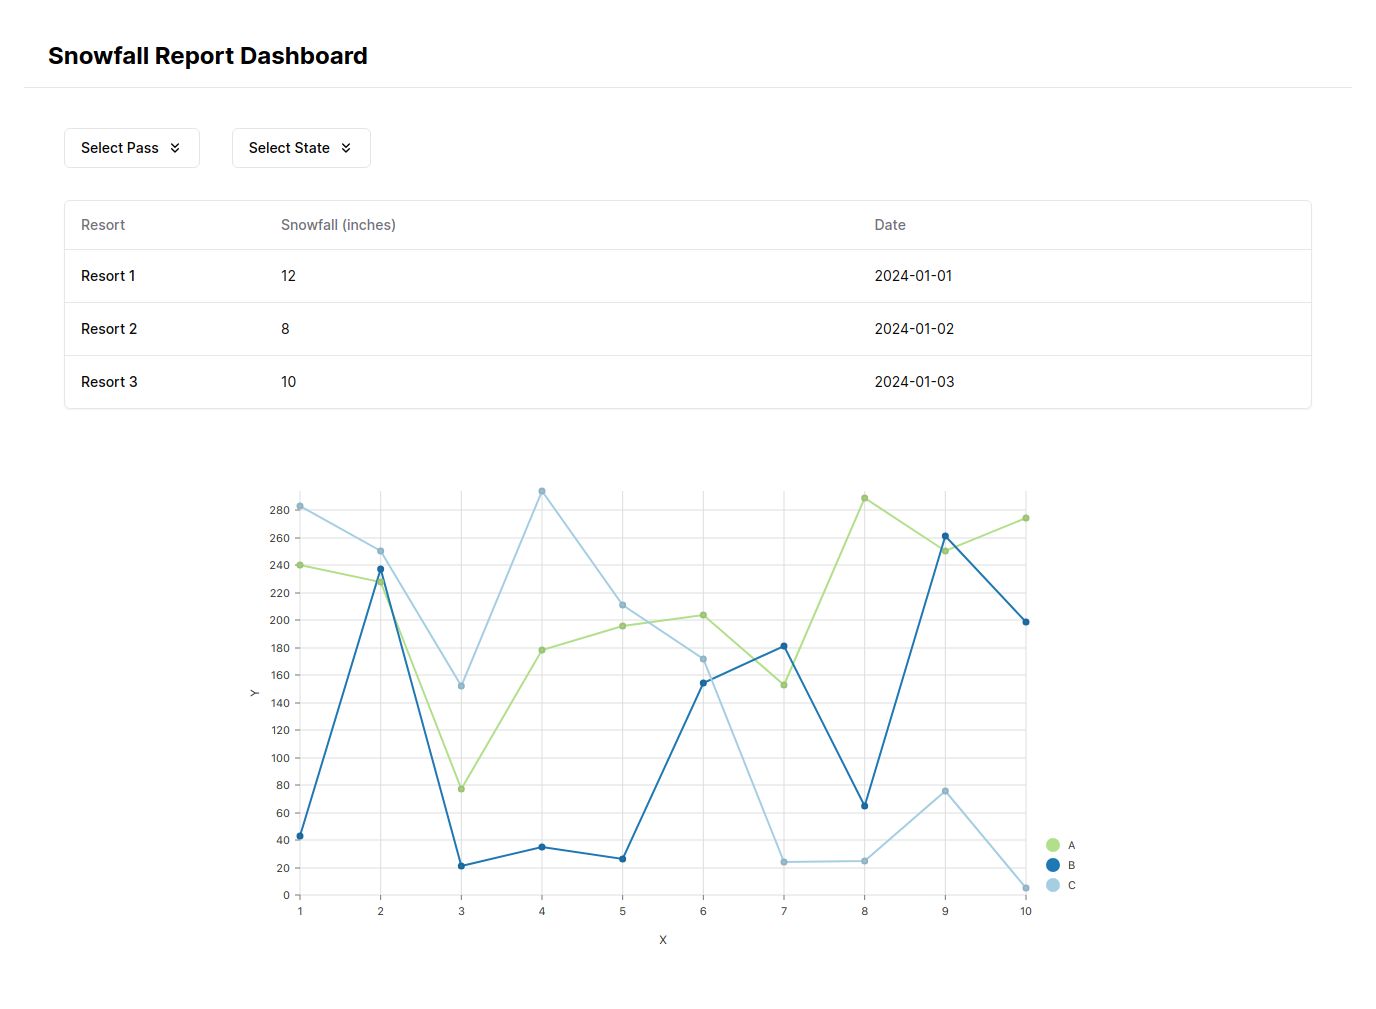 Snowfall Report Dashboard
Select Pass Select State
Resort Snowfall (inches) Date
Resort 1 12 2024-01-01
Resort 2 8 2024-01-02
Resort 3 10 2024-01-03
280
260
240
220
200
180
160
140
120
100
80
60
40
20
0
Y
1 2 3 4 5 6 7 8 9 10
X
A
B
C